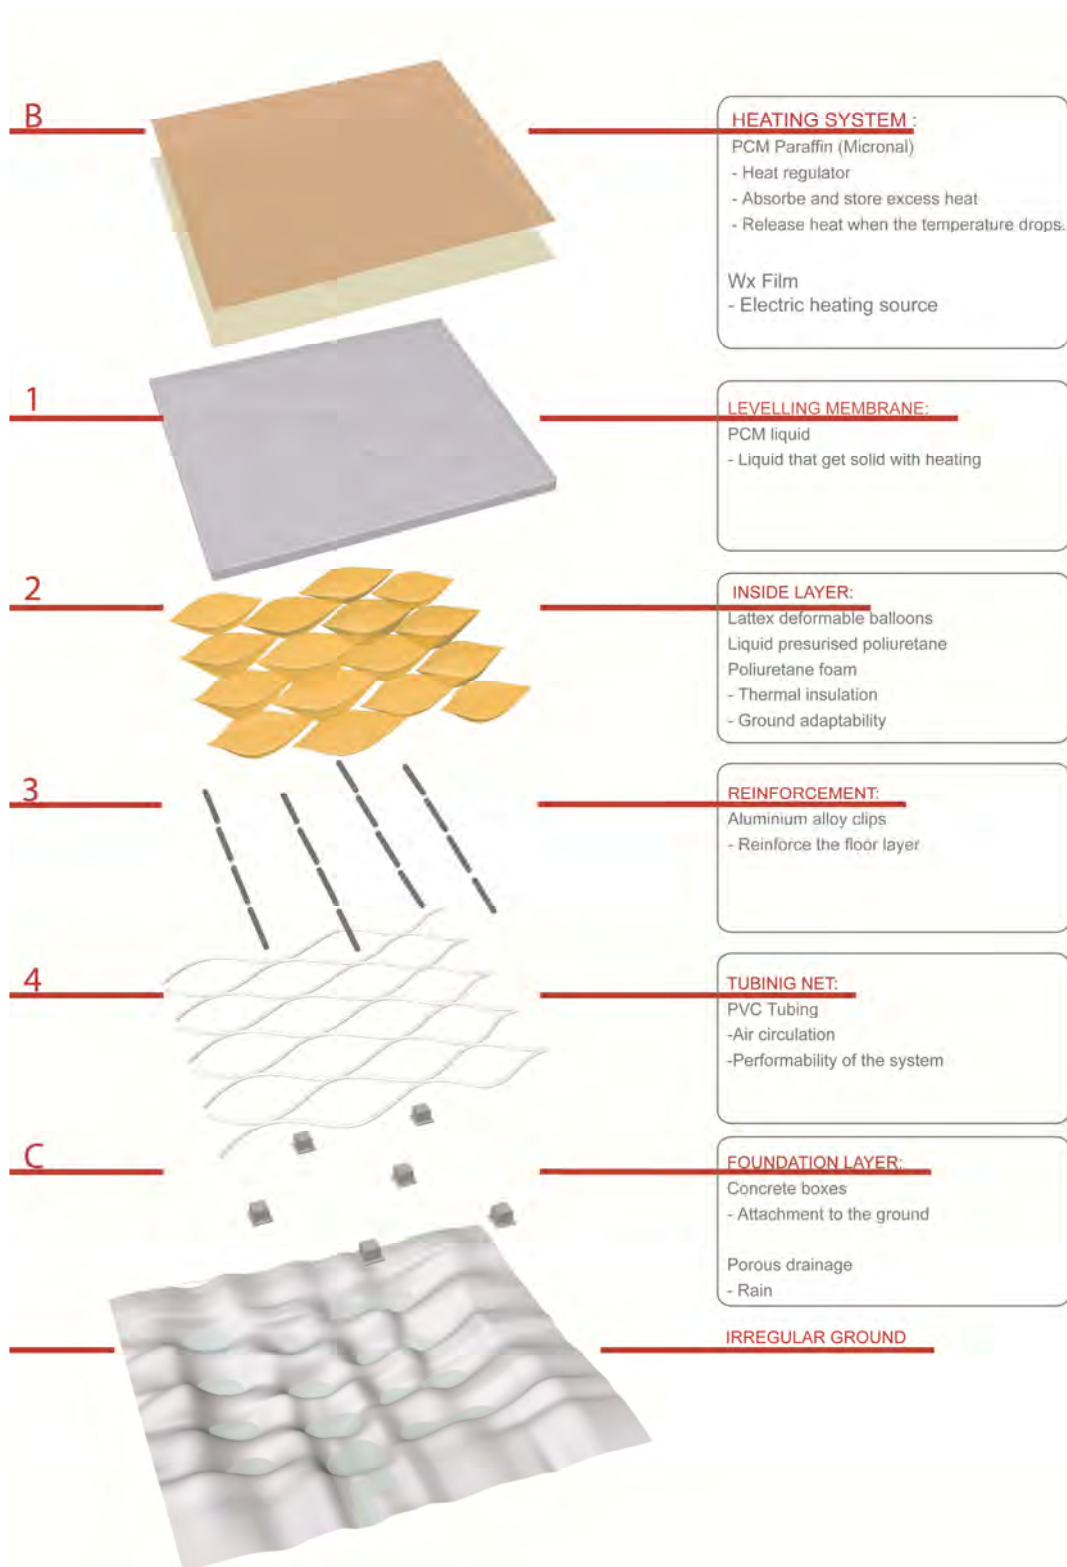 B
HEATING SYSTEM :
PCM Paraffin (Micronal)
- Heat regulator
- Absorbe and store excess heat
- Release heat when the temperature drops.
Wx Film
- Electric heating source
1
LEVELLING MEMBRANE:
PCM liquid
- Liquid that get solid with heating
2
INSIDE LAYER:
Lattex deformable balloons
Liquid presurised poliuretane
Poliuretane foam
- Thermal insulation
- Ground adaptability
3
REINFORCEMENT:
Aluminium alloy clips
- Reinforce the floor layer
4
TUBINIG NET:
PVC Tubing
-Air circulation
-Performability of the system
C
FOUNDATION LAYER:
Concrete boxes
- Attachment to the ground
Porous drainage
- Rain
IRREGULAR GROUND